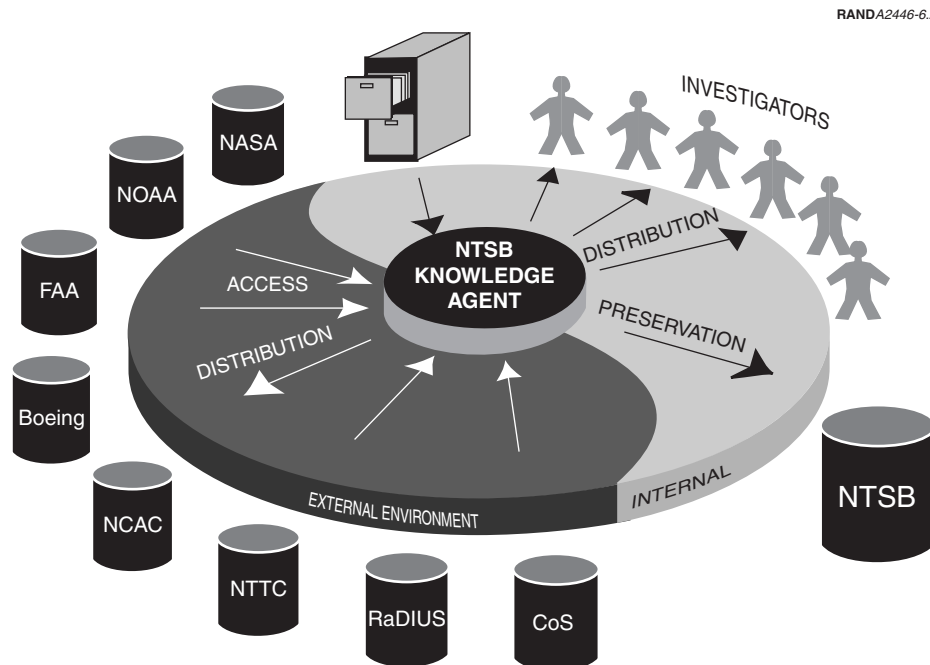 RANDA2446-6.
INVESTIGATORS
NASA
NOAA
FAA
Boeing
NCAC
NTTC
RaDIUS
CoS
NTSB
ACCESS
DISTRIBUTION
NTSB
KNOWLEDGE
AGENT
DISTRIBUTION
PRESERVATION
EXTERNAL ENVIRONMENT
INTERNAL